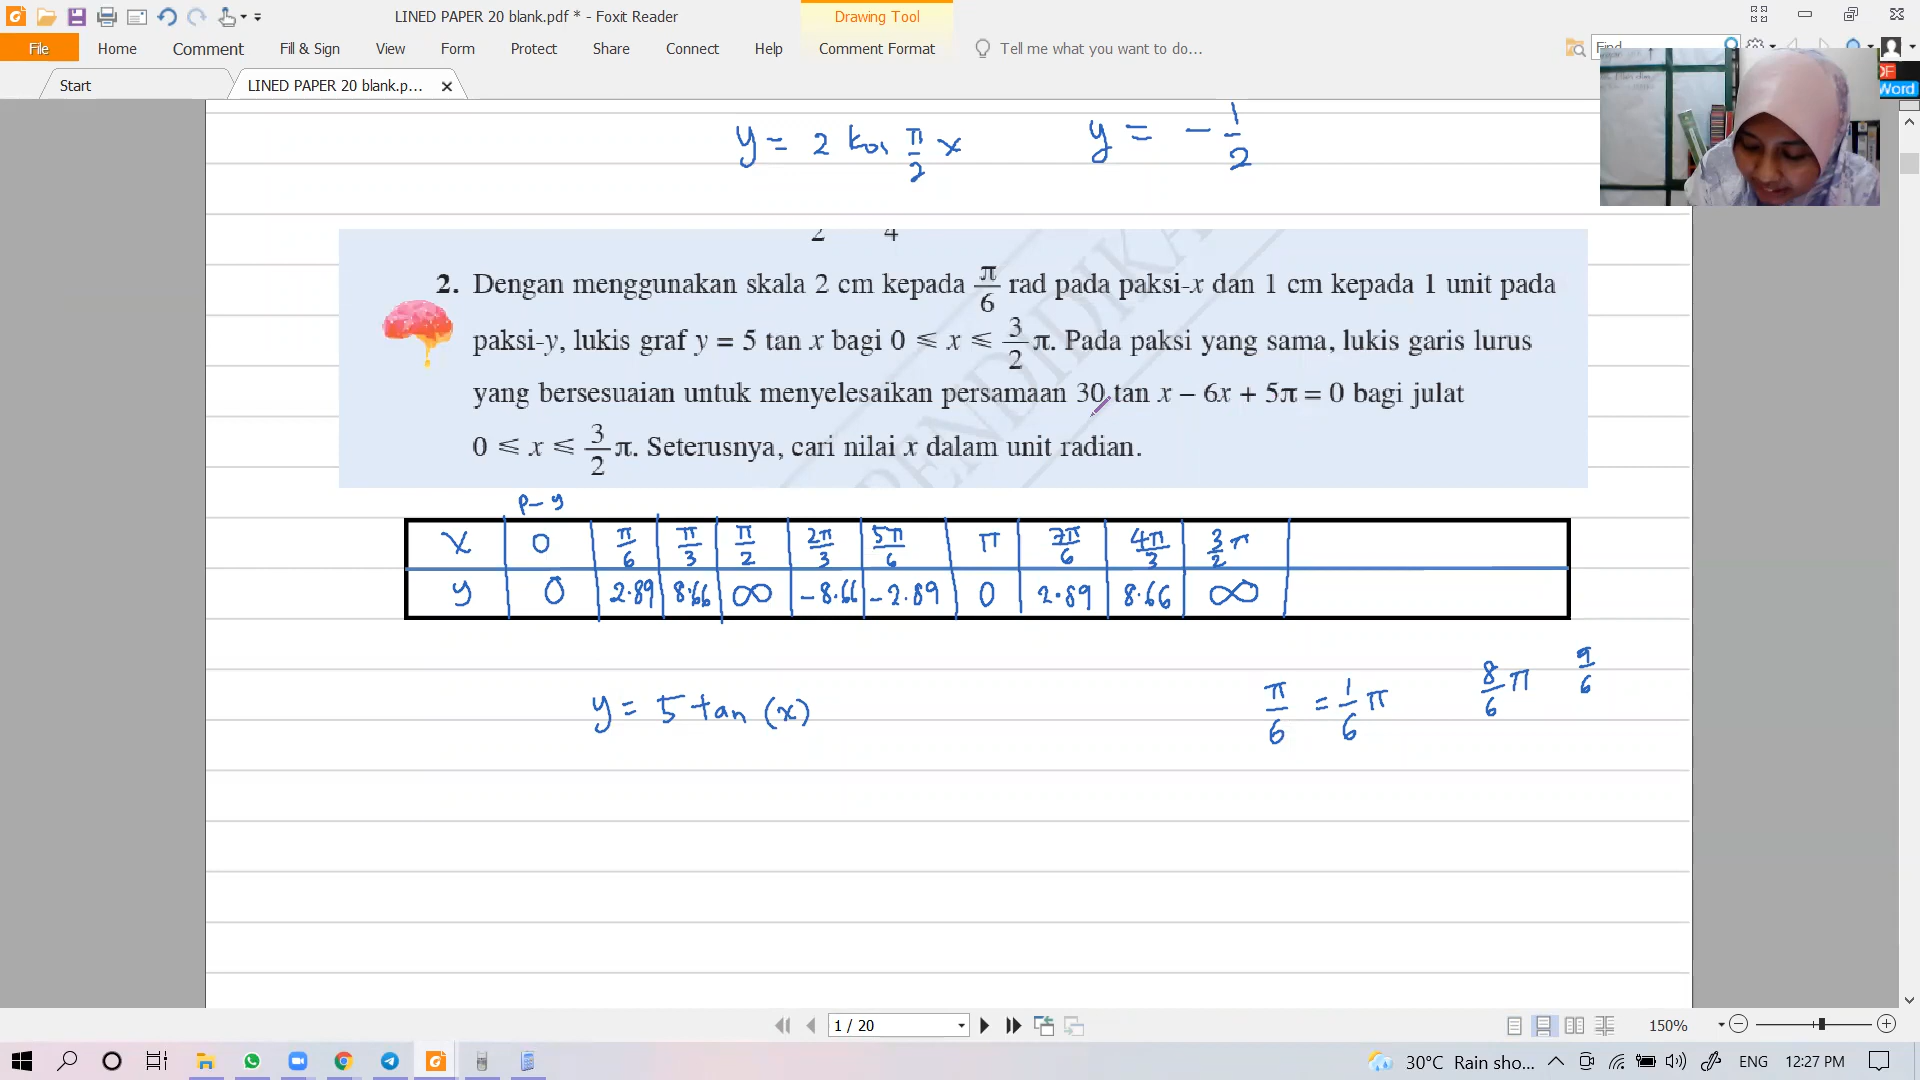 LINED PAPER 20 blank.pdf * - Foxit Reader
Drawing Tool
File Home Comment Fill & Sign View Form Protect Share Connect Help Comment Format Tell me what you want to do... Find
Start LINED PAPER 20 blank.p...
Word
y = 2 kos π/2 x y = - 1/2
2 4
2. Dengan menggunakan skala 2 cm kepada π/6 rad pada paksi-x dan 1 cm kepada 1 unit pada
paksi-y, lukis graf y = 5 tan x bagi 0 ⩽ x ⩽ 3/2 π. Pada paksi yang sama, lukis garis lurus
yang bersesuaian untuk menyelesaikan persamaan 30 tan x − 6x + 5π = 0 bagi julat
0 ⩽ x ⩽ 3/2 π. Seterusnya, cari nilai x dalam unit radian.
PENDIDIKA
p-y
x 0 π/6 π/3 π/2 2π/3 5π/6 π 7π/6 4π/3 3/2 π
y 0 2.89 8.66 ∞ -8.66 -2.89 0 2.89 8.66 ∞
y = 5 tan (x) π/6 = 1/6 π 8/6 π 9/6
1 / 20 150%
30°C Rain sho... ENG 12:27 PM